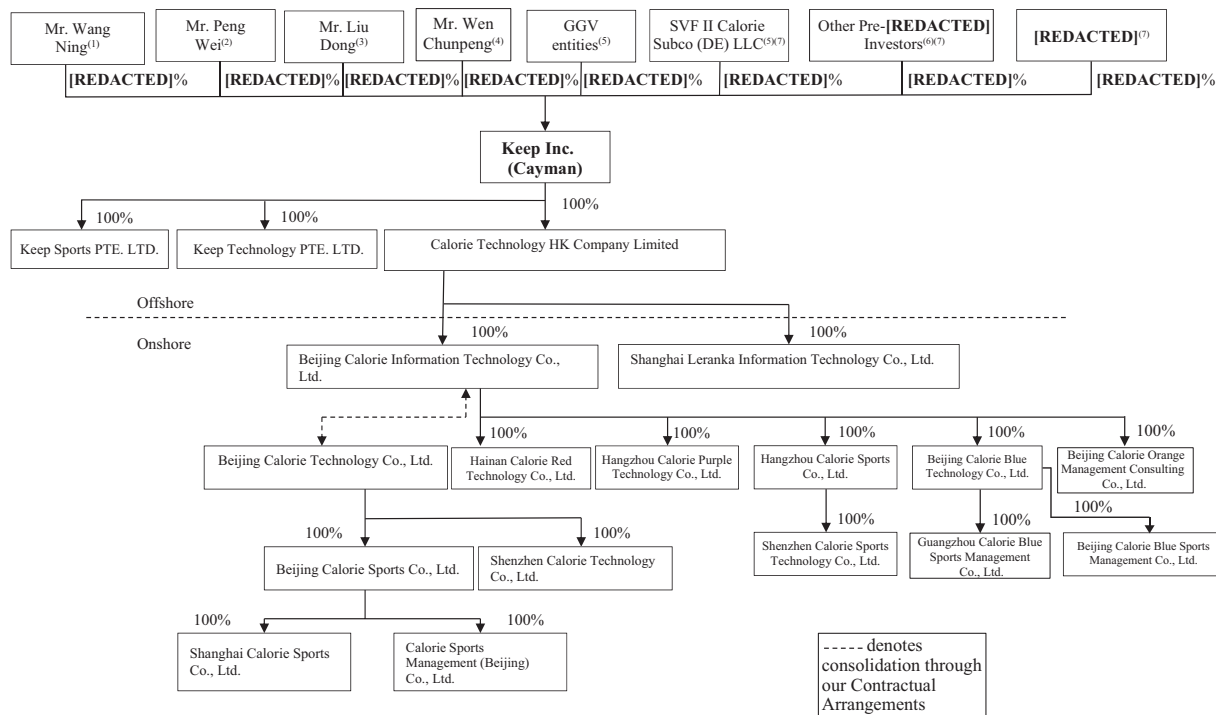 Mr. Wang
Ning(1)
Mr. Peng
Wei(2)
Mr. Liu
Dong(3)
Mr. Wen
Chunpeng(4)
GGV
entities(5)
SVF II Calorie
Subco (DE) LLC(5)(7)
Other Pre-[REDACTED]
Investors(6)(7)
[REDACTED](7)
[REDACTED]%
[REDACTED]%
[REDACTED]%
[REDACTED]%
[REDACTED]%
[REDACTED]%
[REDACTED]%
[REDACTED]%
Keep Inc.
(Cayman)
100%
100%
100%
Keep Sports PTE. LTD.
Keep Technology PTE. LTD.
Calorie Technology HK Company Limited
Offshore
Onshore
100%
100%
Beijing Calorie Information Technology Co.,
Ltd.
Shanghai Leranka Information Technology Co., Ltd.
100%
100%
100%
100%
100%
Beijing Calorie Technology Co., Ltd.
Hainan Calorie Red
Technology Co., Ltd.
Hangzhou Calorie Purple
Technology Co., Ltd.
Hangzhou Calorie Sports
Co., Ltd.
Beijing Calorie Blue
Technology Co., Ltd.
Beijing Calorie Orange
Management Consulting
Co., Ltd.
100%
100%
100%
100%
100%
Beijing Calorie Sports Co., Ltd.
Shenzhen Calorie Technology
Co., Ltd.
Shenzhen Calorie Sports
Technology Co., Ltd.
Guangzhou Calorie Blue
Sports Management
Co., Ltd.
Beijing Calorie Blue Sports
Management Co., Ltd.
100%
100%
Shanghai Calorie Sports
Co., Ltd.
Calorie Sports
Management (Beijing)
Co., Ltd.
----- denotes
consolidation through
our Contractual
Arrangements